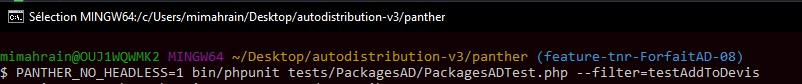 Sélection MINGW64:/c/Users/mimahrain/Desktop/autodistribution-v3/panther
mimahrain@OUJ1WQWMK2 MINGW64 ~/Desktop/autodistribution-v3/panther (feature-tnr-ForfaitAD-08)
$ PANTHER_NO_HEADLESS=1 bin/phpunit tests/PackagesAD/PackagesADTest.php --filter=testAddToDevis